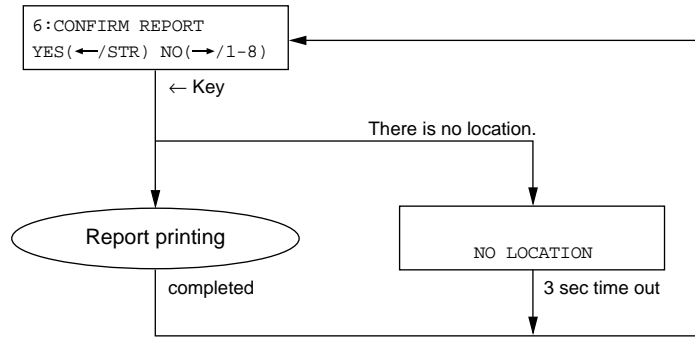 6:CONFIRM REPORT
YES(←/STR) NO(→/1-8)
← Key
There is no location.
Report printing
NO LOCATION
completed
3 sec time out